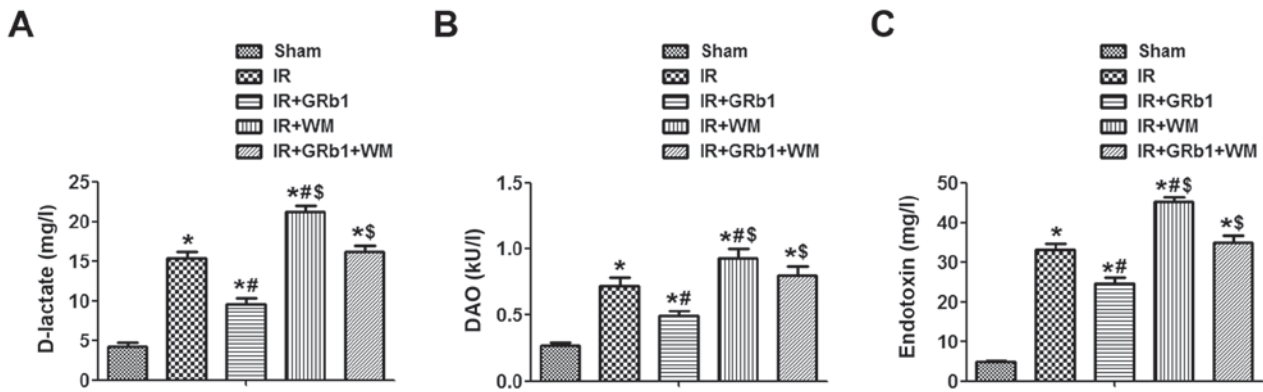 A
Sham
IR
IR+GRb1
IR+WM
IR+GRb1+WM
D-lactate (mg/l)
25
20
15
10
5
0
*
*#
*#$
*$
B
Sham
IR
IR+GRb1
IR+WM
IR+GRb1+WM
DAO (kU/l)
1.5
1.0
0.5
0.0
*
*#
*#$
*$
C
Sham
IR
IR+GRb1
IR+WM
IR+GRb1+WM
Endotoxin (mg/l)
50
40
30
20
10
0
*
*#
*#$
*$